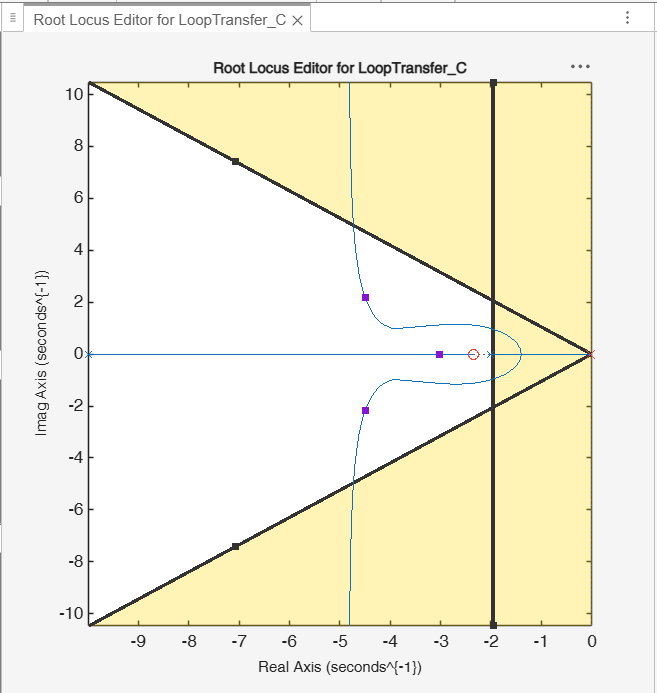 Root Locus Editor for LoopTransfer_C
Root Locus Editor for LoopTransfer_C
10
8
6
4
2
0
-2
-4
-6
-8
-10
Imag Axis (seconds^{-1})
-9 -8 -7 -6 -5 -4 -3 -2 -1 0
Real Axis (seconds^{-1})